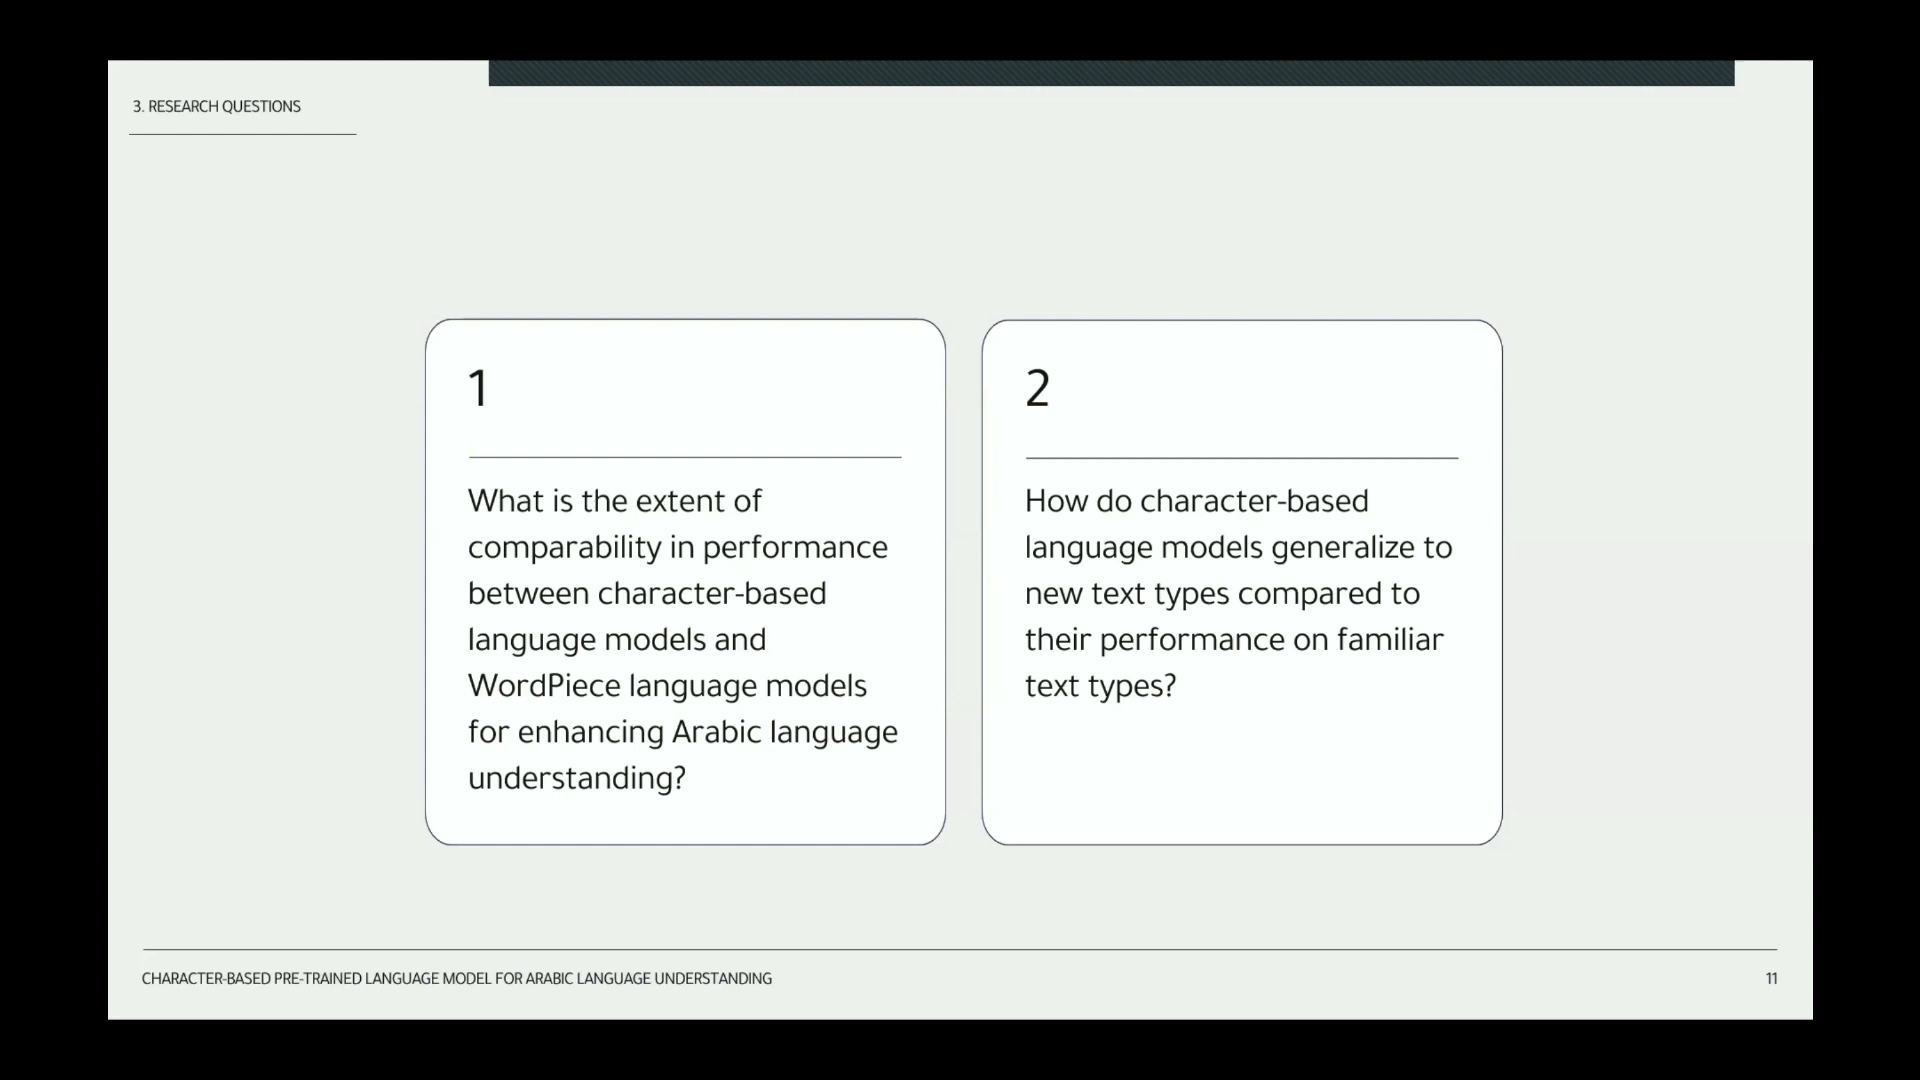 3. RESEARCH QUESTIONS
1
What is the extent of
comparability in performance
between character-based
language models and
WordPiece language models
for enhancing Arabic language
understanding?
2
How do character-based
language models generalize to
new text types compared to
their performance on familiar
text types?
CHARACTER-BASED PRE-TRAINED LANGUAGE MODEL FOR ARABIC LANGUAGE UNDERSTANDING
11